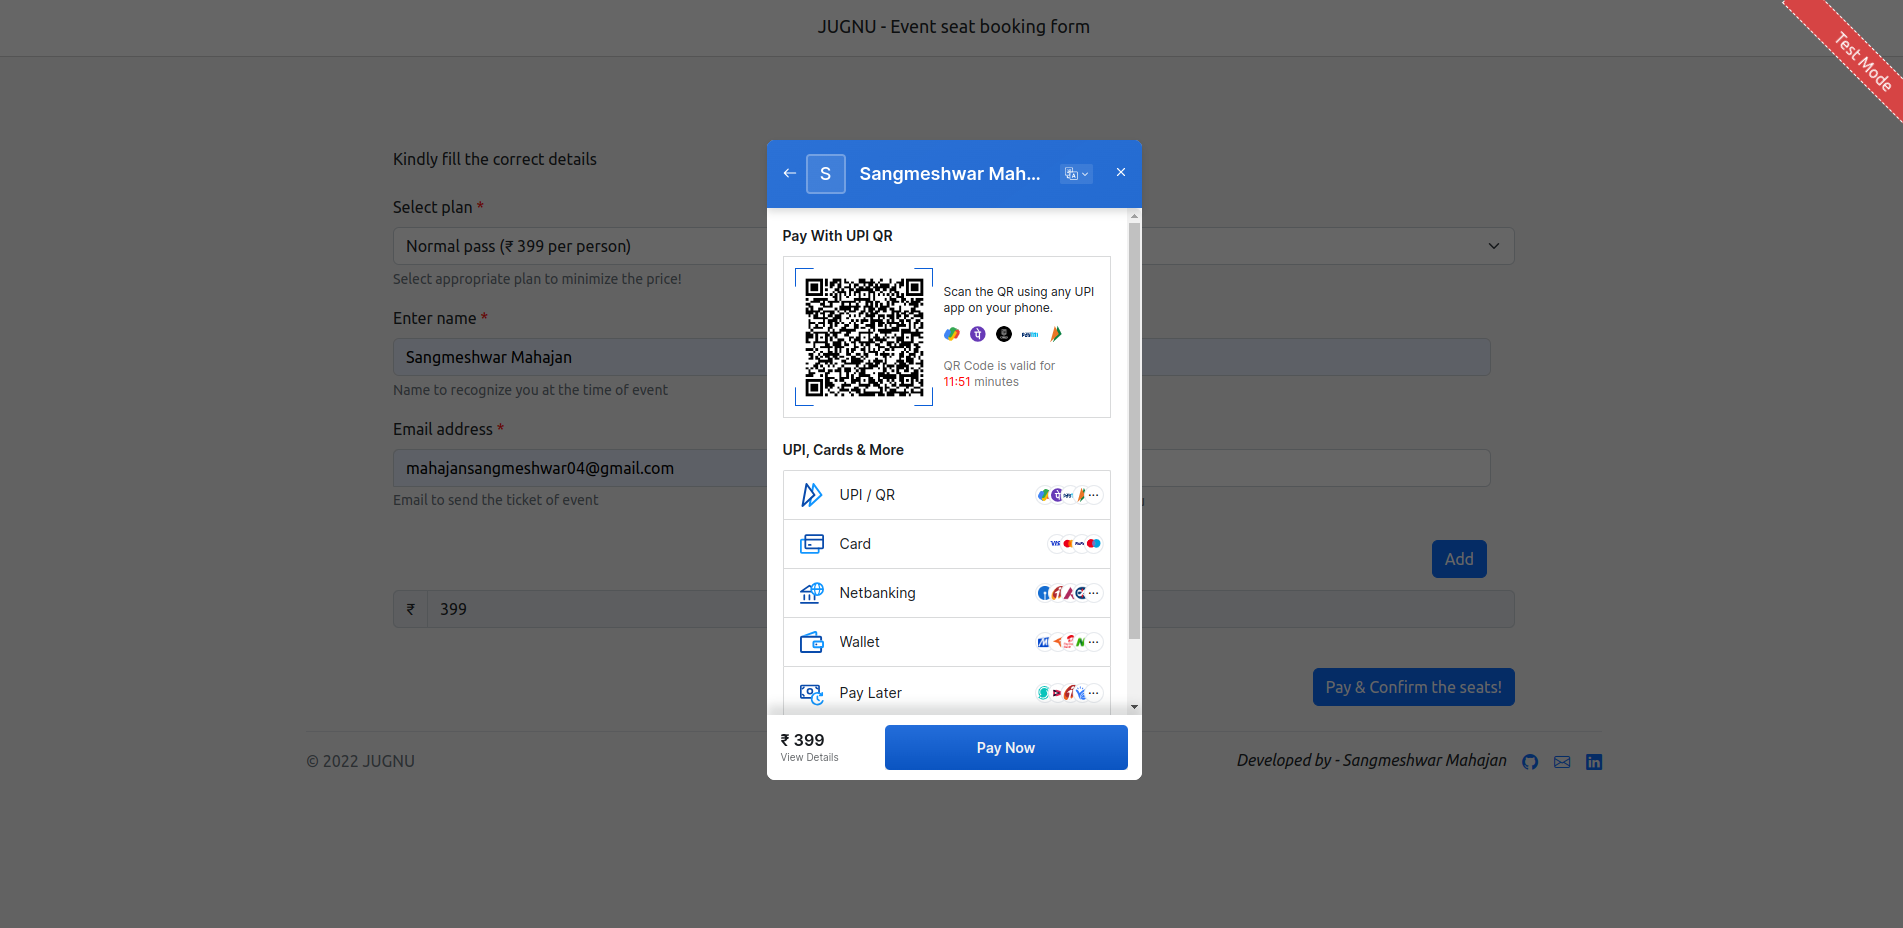 JUGNU - Event seat booking form
Test Mode
Kindly fill the correct details
Select plan *
Normal pass (₹ 399 per person)
Select appropriate plan to minimize the price!
Enter name *
Sangmeshwar Mahajan
Name to recognize you at the time of event
Email address *
mahajansangmeshwar04@gmail.com
Email to send the ticket of event
Add
₹ 399
Pay & Confirm the seats!
© 2022 JUGNU
Developed by - Sangmeshwar Mahajan
S
Sangmeshwar Mah...
Pay With UPI QR
Scan the QR using any UPI
app on your phone.
QR Code is valid for
11:51 minutes
UPI, Cards & More
UPI / QR
Card
Netbanking
Wallet
Pay Later
₹ 399
View Details
Pay Now